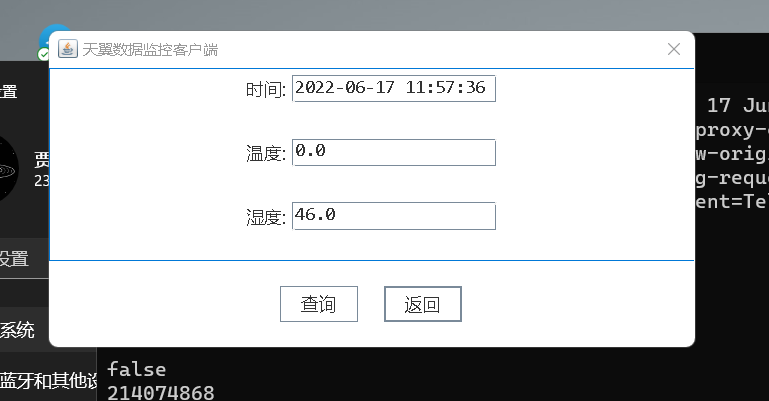 天翼数据监控客户端
时间: 2022-06-17 11:57:36
温度: 0.0
湿度: 46.0
查询 返回
置
贾
23
设置
系统
蓝牙和其他设
17 Jun
proxy-
w-orig
g-requ
ent=Te
false
214074868